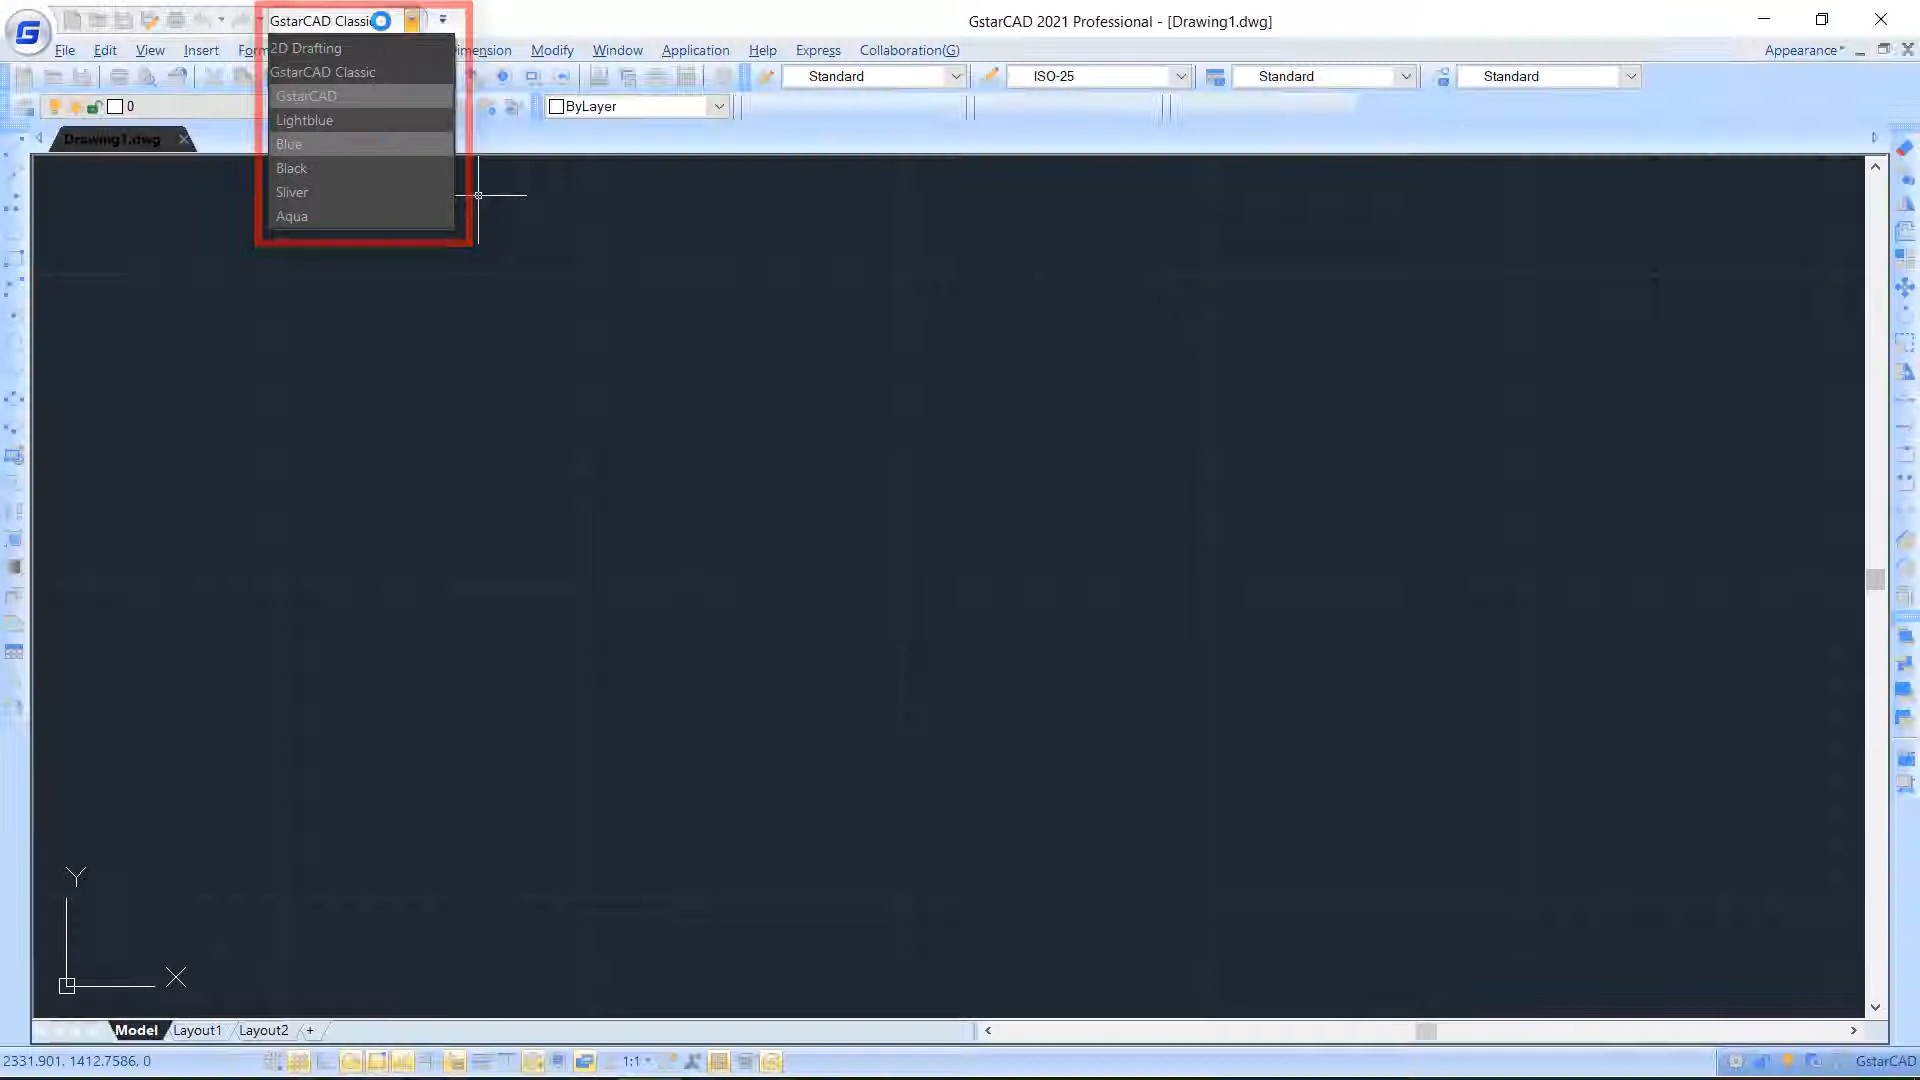 GstarCAD Classic
GstarCAD 2021 Professional - [Drawing1.dwg]
File Edit View Insert Form Dimension Modify Window Application Help Express Collaboration(G) Appearance
2D Drafting
GstarCAD Classic
GstarCAD
Lightblue
Blue
Black
Sliver
Aqua
Standard ISO-25 Standard Standard
0 ByLayer
Drawing1.dwg
Y
X
Model Layout1 Layout2 +
2331.901, 1412.7586, 0 1:1 GstarCAD